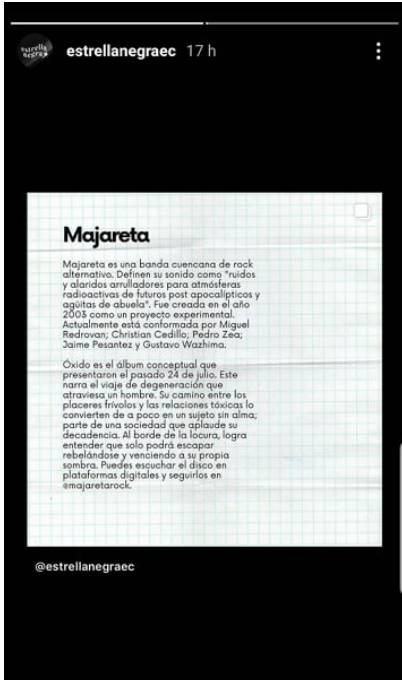 estrella
negra
estrellanegraec 17 h
Majareta
Majareta es una banda cuencana de rock
alternativo. Definen su sonido como "ruidos
y alaridos arrulladores para atmósferas
radioactivas de futuros post apocalípticos y
agüitas de abuela". Fue creada en el año
2003 como un proyecto experimental.
Actualmente está conformada por Miguel
Redrovan; Christian Cedillo; Pedro Zea;
Jaime Pesantez y Gustavo Wazhima.
Óxido es el álbum conceptual que
presentaron el pasado 24 de julio. Este
narra el viaje de degeneración que
atraviesa un hombre. Su camino entre los
placeres frívolos y las relaciones tóxicas lo
convierten de a poco en un sujeto sin alma;
parte de una sociedad que aplaude su
decadencia. Al borde de la locura, logra
entender que solo podrá escapar
rebelándose y venciendo a su propia
sombra. Puedes escuchar el disco en
plataformas digitales y seguirlos en
@majaretarock.
@estrellanegraec